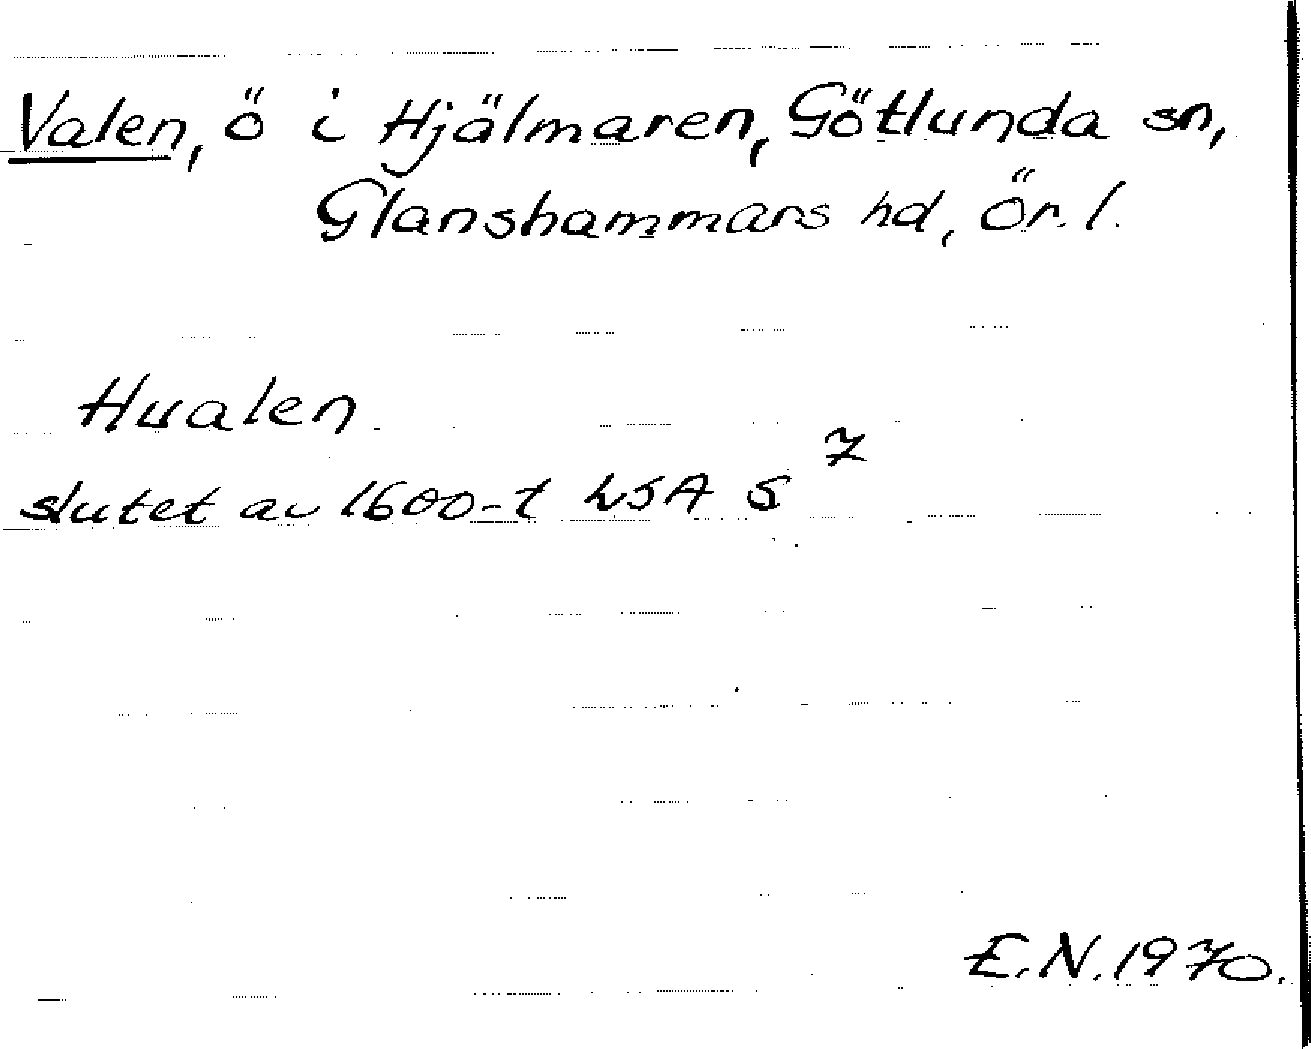 Valen, ö i Hjälmaren, Götlunda sn,
Glanshammars hd, Ör. l.
Hualen
slutet av 1600-t LSA S 7
E.N. 1970.